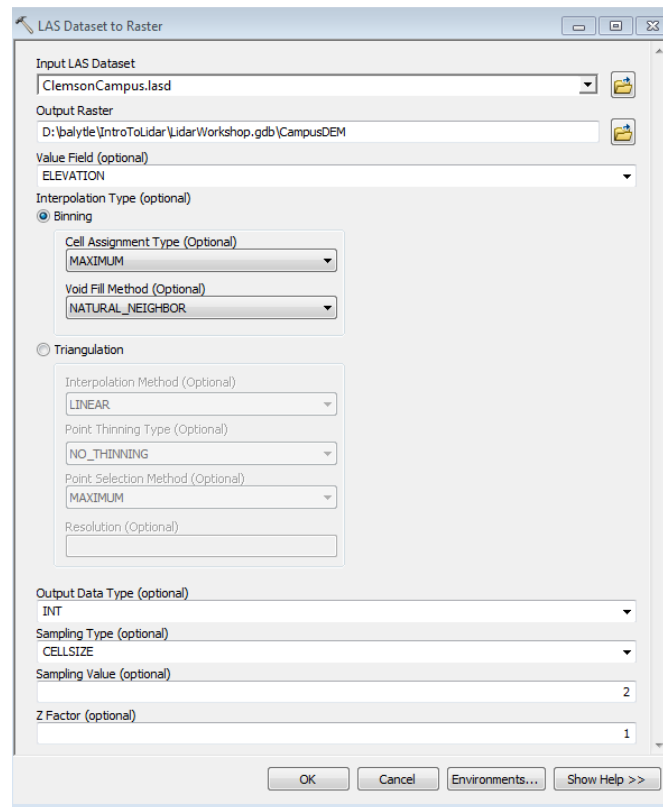 LAS Dataset to Raster
Input LAS Dataset
ClemsonCampus.lasd
Output Raster
D:\balytle\IntroToLidar\LidarWorkshop.gdb\CampusDEM
Value Field (optional)
ELEVATION
Interpolation Type (optional)
Binning
Cell Assignment Type (Optional)
MAXIMUM
Void Fill Method (Optional)
NATURAL_NEIGHBOR
Triangulation
Interpolation Method (Optional)
LINEAR
Point Thinning Type (Optional)
NO_THINNING
Point Selection Method (Optional)
MAXIMUM
Resolution (Optional)
Output Data Type (optional)
INT
Sampling Type (optional)
CELLSIZE
Sampling Value (optional)
2
Z Factor (optional)
1
OK Cancel Environments... Show Help >>